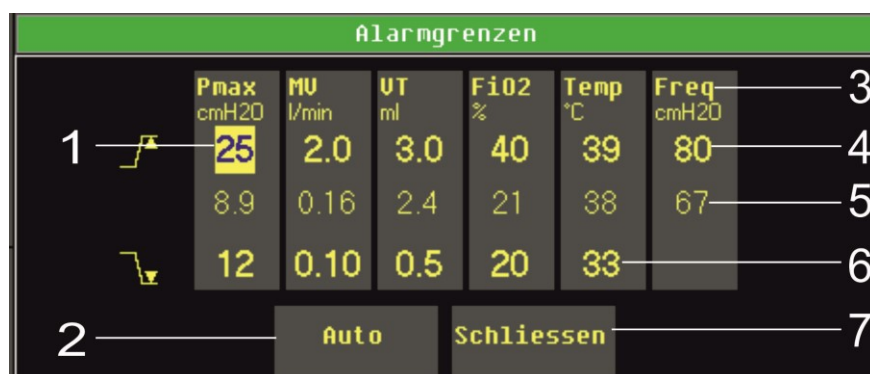 Alarmgrenzen
Pmax MV VT FiO2 Temp Freq 3
cmH2O l/min ml % °C cmH2O
1 25 2.0 3.0 40 39 80 4
8.9 0.16 2.4 21 38 67 5
12 0.10 0.5 20 33 6
2 Auto Schliessen 7